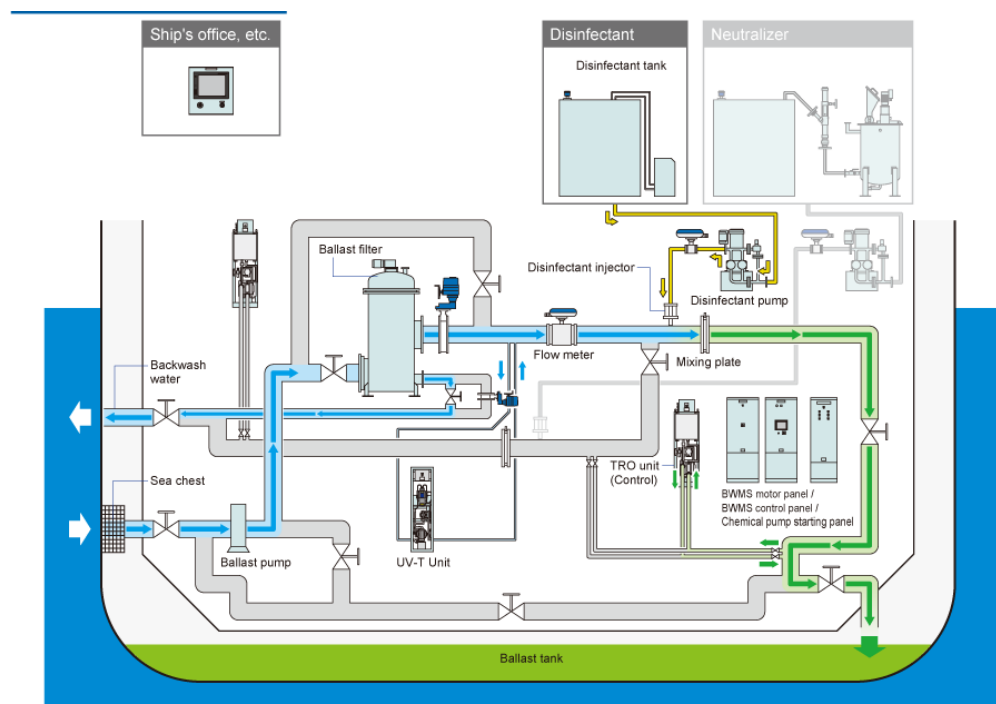 Ship's office, etc.
Disinfectant
Neutralizer
Disinfectant tank
Ballast filter
Disinfectant injector
Disinfectant pump
Flow meter
Mixing plate
Backwash
water
TRO unit
(Control)
Sea chest
BWMS motor panel /
BWMS control panel /
Chemical pump starting panel
Ballast pump
UV-T Unit
Ballast tank